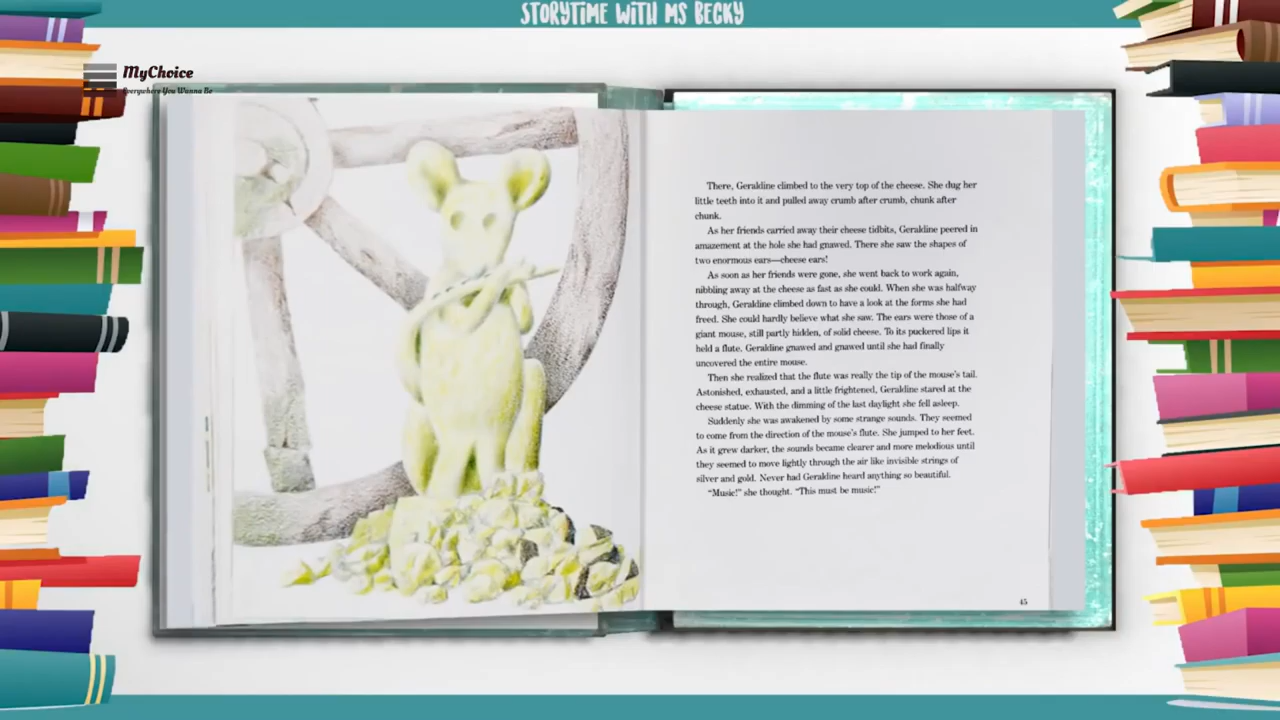 STORYTIME WITH MS BECKY
MyChoice
Everywhere You Wanna Be
There, Geraldine climbed to the very top of the cheese. She dug her
little teeth into it and pulled away crumb after crumb, chunk after
chunk.
As her friends carried away their cheese tidbits, Geraldine peered in
amazement at the hole she had gnawed. There she saw the shapes of
two enormous ears—cheese ears!
As soon as her friends were gone, she went back to work again,
nibbling away at the cheese as fast as she could. When she was halfway
through, Geraldine climbed down to have a look at the forms she had
freed. She could hardly believe what she saw. The ears were those of a
giant mouse, still partly hidden, of solid cheese. To its puckered lips it
held a flute. Geraldine gnawed and gnawed until she had finally
uncovered the entire mouse.
Then she realized that the flute was really the tip of the mouse's tail.
Astonished, exhausted, and a little frightened, Geraldine stared at the
cheese statue. With the dimming of the last daylight she fell asleep.
Suddenly she was awakened by some strange sounds. They seemed
to come from the direction of the mouse's flute. She jumped to her feet.
As it grew darker, the sounds became clearer and more melodious until
they seemed to move lightly through the air like invisible strings of
silver and gold. Never had Geraldine heard anything so beautiful.
"Music!" she thought. "This must be music!"
45